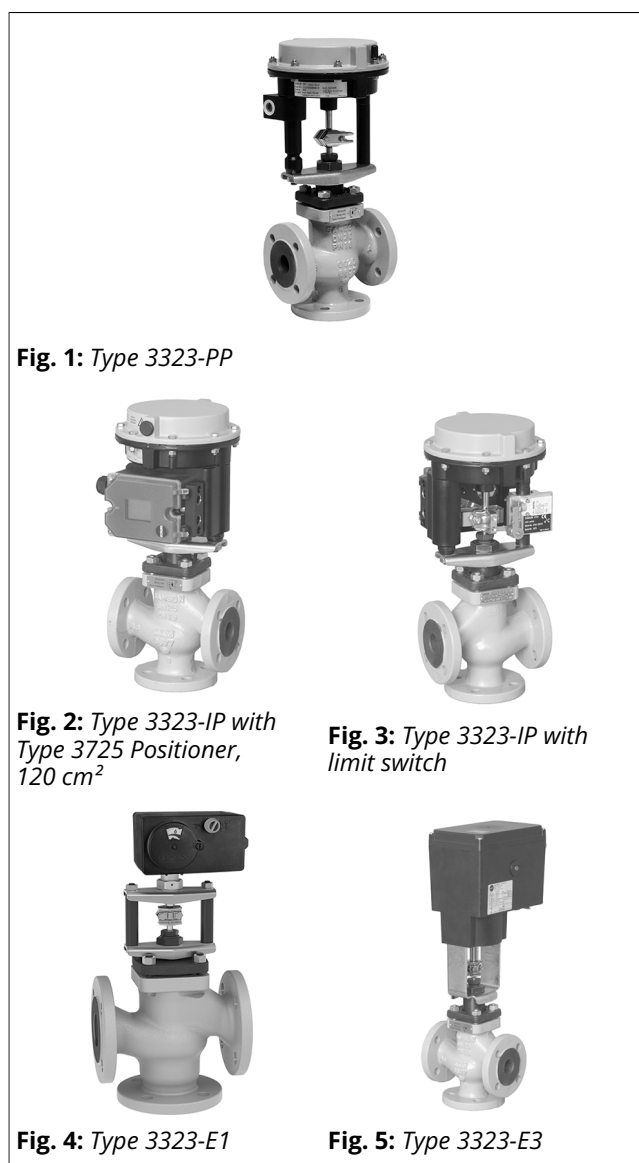 Fig. 1: Type 3323-PP
Fig. 2: Type 3323-IP with
Type 3725 Positioner,
120 cm²
Fig. 3: Type 3323-IP with
limit switch
Fig. 4: Type 3323-E1
Fig. 5: Type 3323-E3